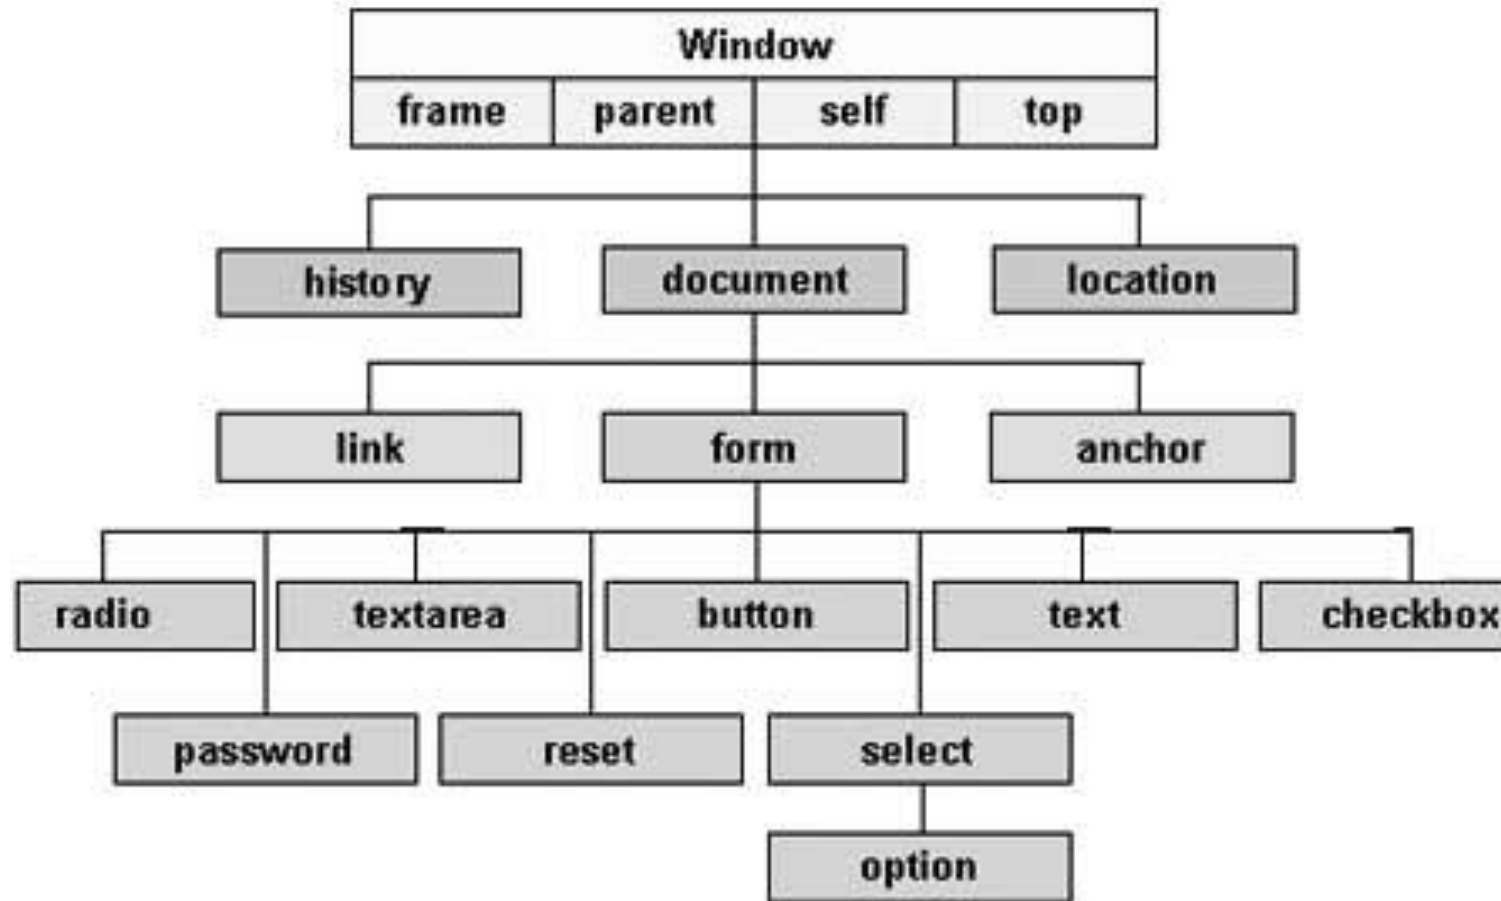 Window
frame parent self top
history document location
link form anchor
radio textarea button text checkbox
password reset select
option